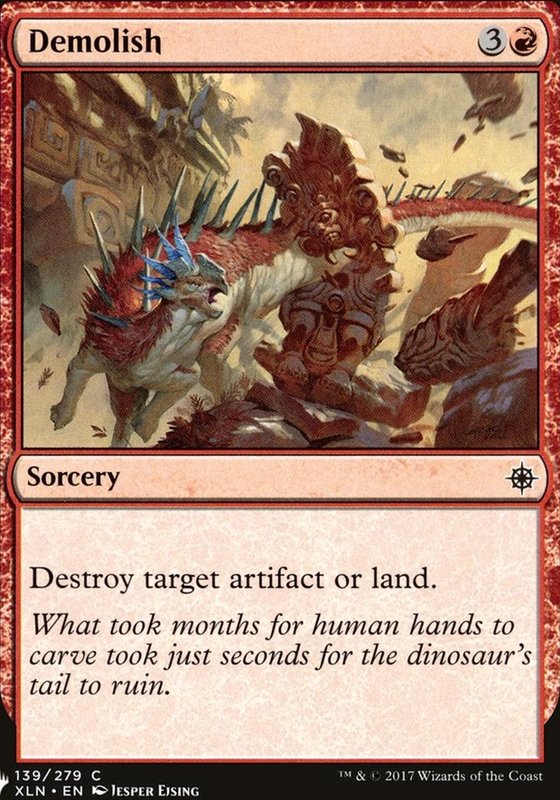 Demolish 3
Sorcery
Destroy target artifact or land.
What took months for human hands to
carve took just seconds for the dinosaur's
tail to ruin.
139/279 C
XLN • EN Jesper Ejsing
™ & © 2017 Wizards of the Coast